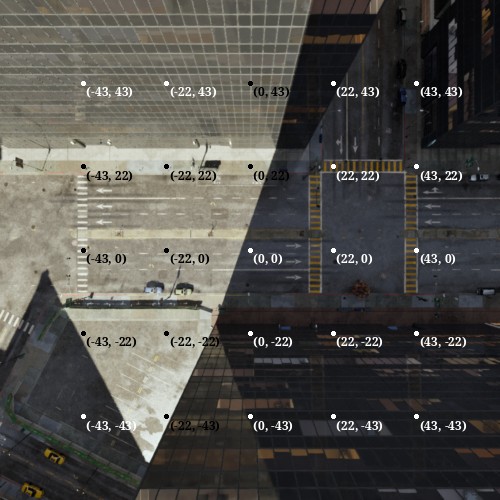 (-43, 43) (-22, 43) (0, 43) (22, 43) (43, 43)
(-43, 22) (-22, 22) (0, 22) (22, 22) (43, 22)
(-43, 0) (-22, 0) (0, 0) (22, 0) (43, 0)
(-43, -22) (-22, -22) (0, -22) (22, -22) (43, -22)
(-43, -43) (-22, -43) (0, -43) (22, -43) (43, -43)